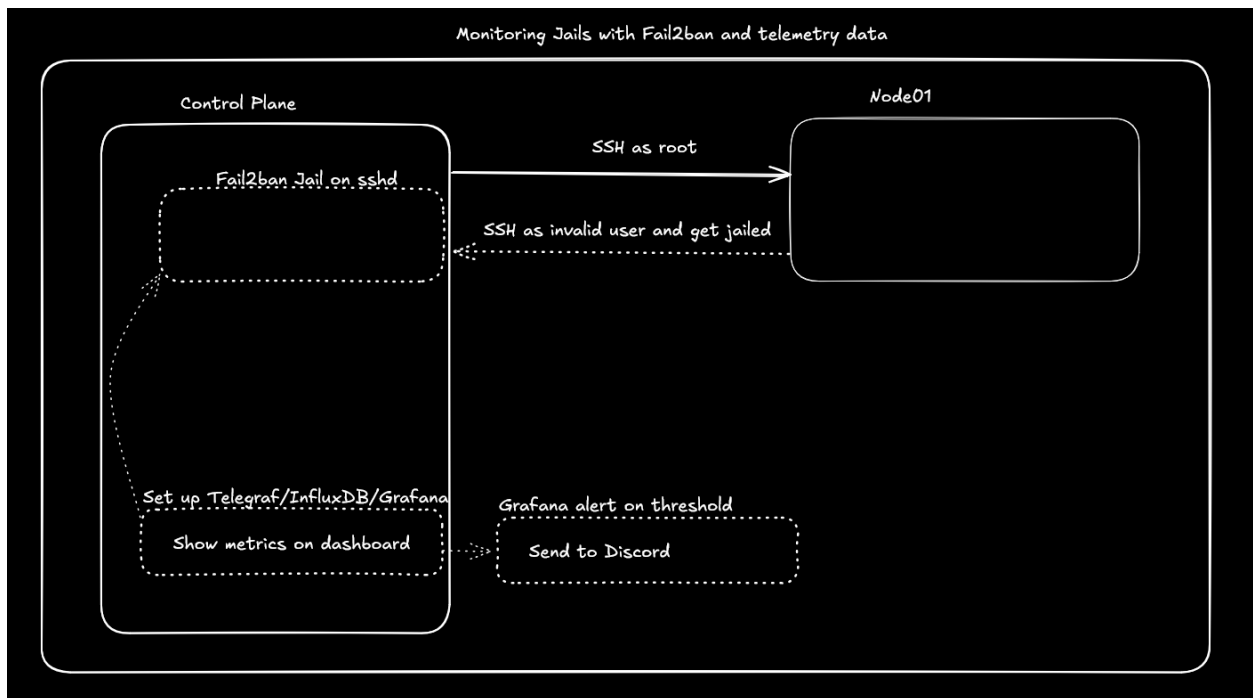 Monitoring Jails with Fail2ban and telemetry data
Control Plane
Node01
SSH as root
Fail2ban Jail on sshd
SSH as invalid user and get jailed
Set up Telegraf/InfluxDB/Grafana
Grafana alert on threshold
Show metrics on dashboard
Send to Discord